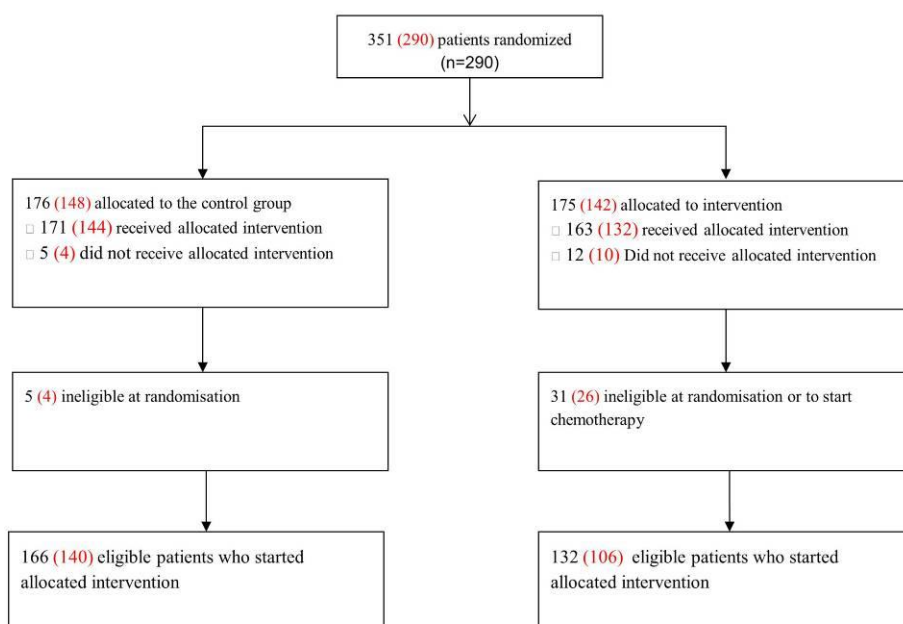 351 (290) patients randomized
(n=290)
176 (148) allocated to the control group
□ 171 (144) received allocated intervention
□ 5 (4) did not receive allocated intervention
175 (142) allocated to intervention
□ 163 (132) received allocated intervention
□ 12 (10) Did not receive allocated intervention
5 (4) ineligible at randomisation
31 (26) ineligible at randomisation or to start
chemotherapy
166 (140) eligible patients who started
allocated intervention
132 (106) eligible patients who started
allocated intervention